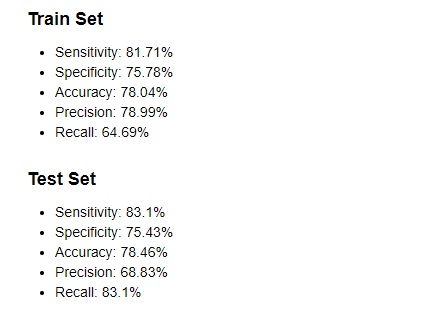 Train Set
• Sensitivity: 81.71%
• Specificity: 75.78%
• Accuracy: 78.04%
• Precision: 78.99%
• Recall: 64.69%
Test Set
• Sensitivity: 83.1%
• Specificity: 75.43%
• Accuracy: 78.46%
• Precision: 68.83%
• Recall: 83.1%